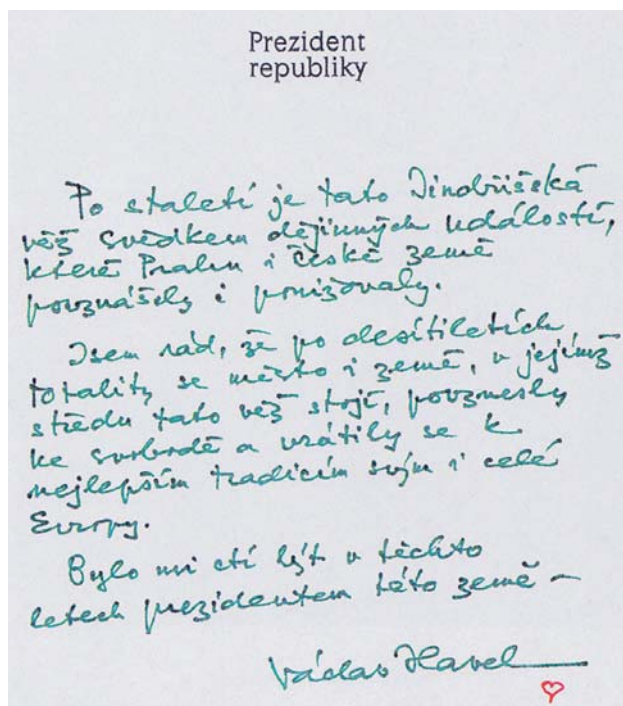 Prezident
republiky
Po staletí je tato Jindřišská
věž svědkem dějinných událostí,
které Prahu i české země
povznášely i ponižovaly.
Jsem rád, že po desítiletích
totality se město i země, v jejímž
středu tato věž stojí, povznesly
ke svobodě a vrátily se k
nejlepším tradicím svým i celé
Evropy.
Bylo mi ctí být v těchto
letech prezidentem této země –
Václav Havel